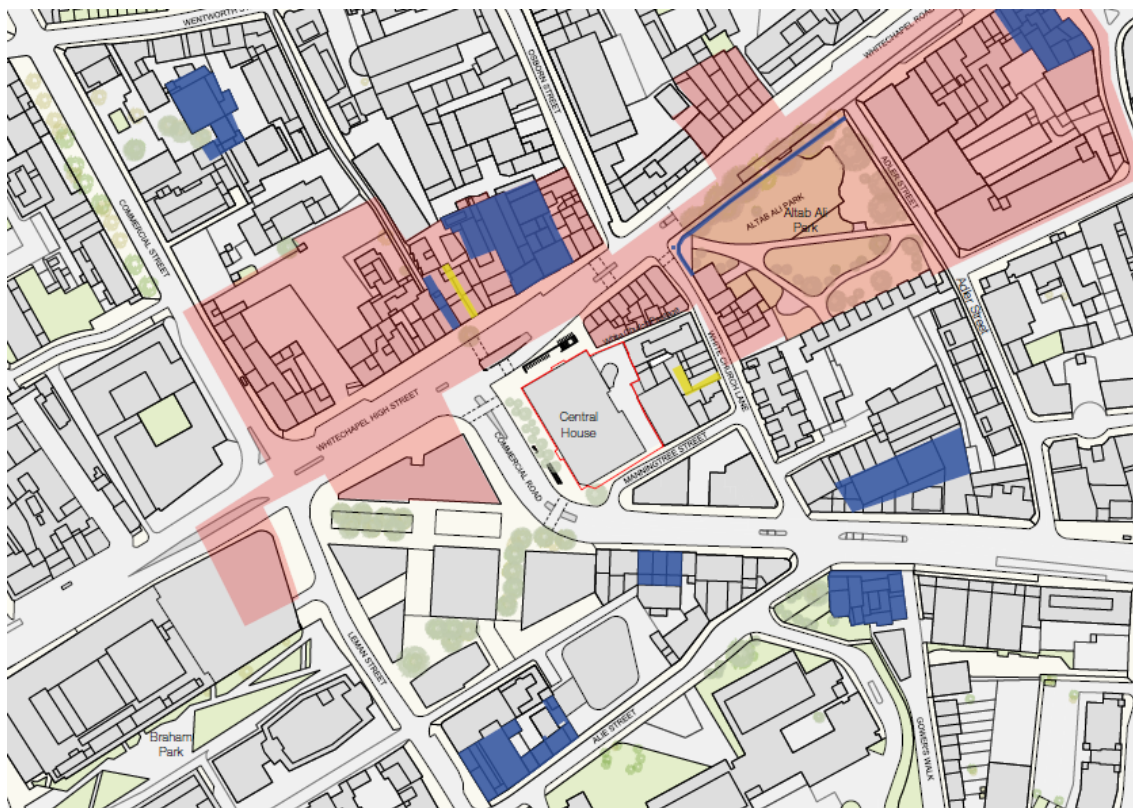 WENTWORTH STREET
OSBORN STREET
WHITECHAPEL ROAD
COMMERCIAL STREET
ADLER STREET
ALTAB ALI PARK
Altab Ali
Park
Adler Street
WHITECHAPEL HIGH STREET
WHITE CHURCH LANE
Central
House
COMMERCIAL ROAD
MANNINGTREE STREET
LEMAN STREET
Braham
Park
ALIE STREET
GOWER'S WALK